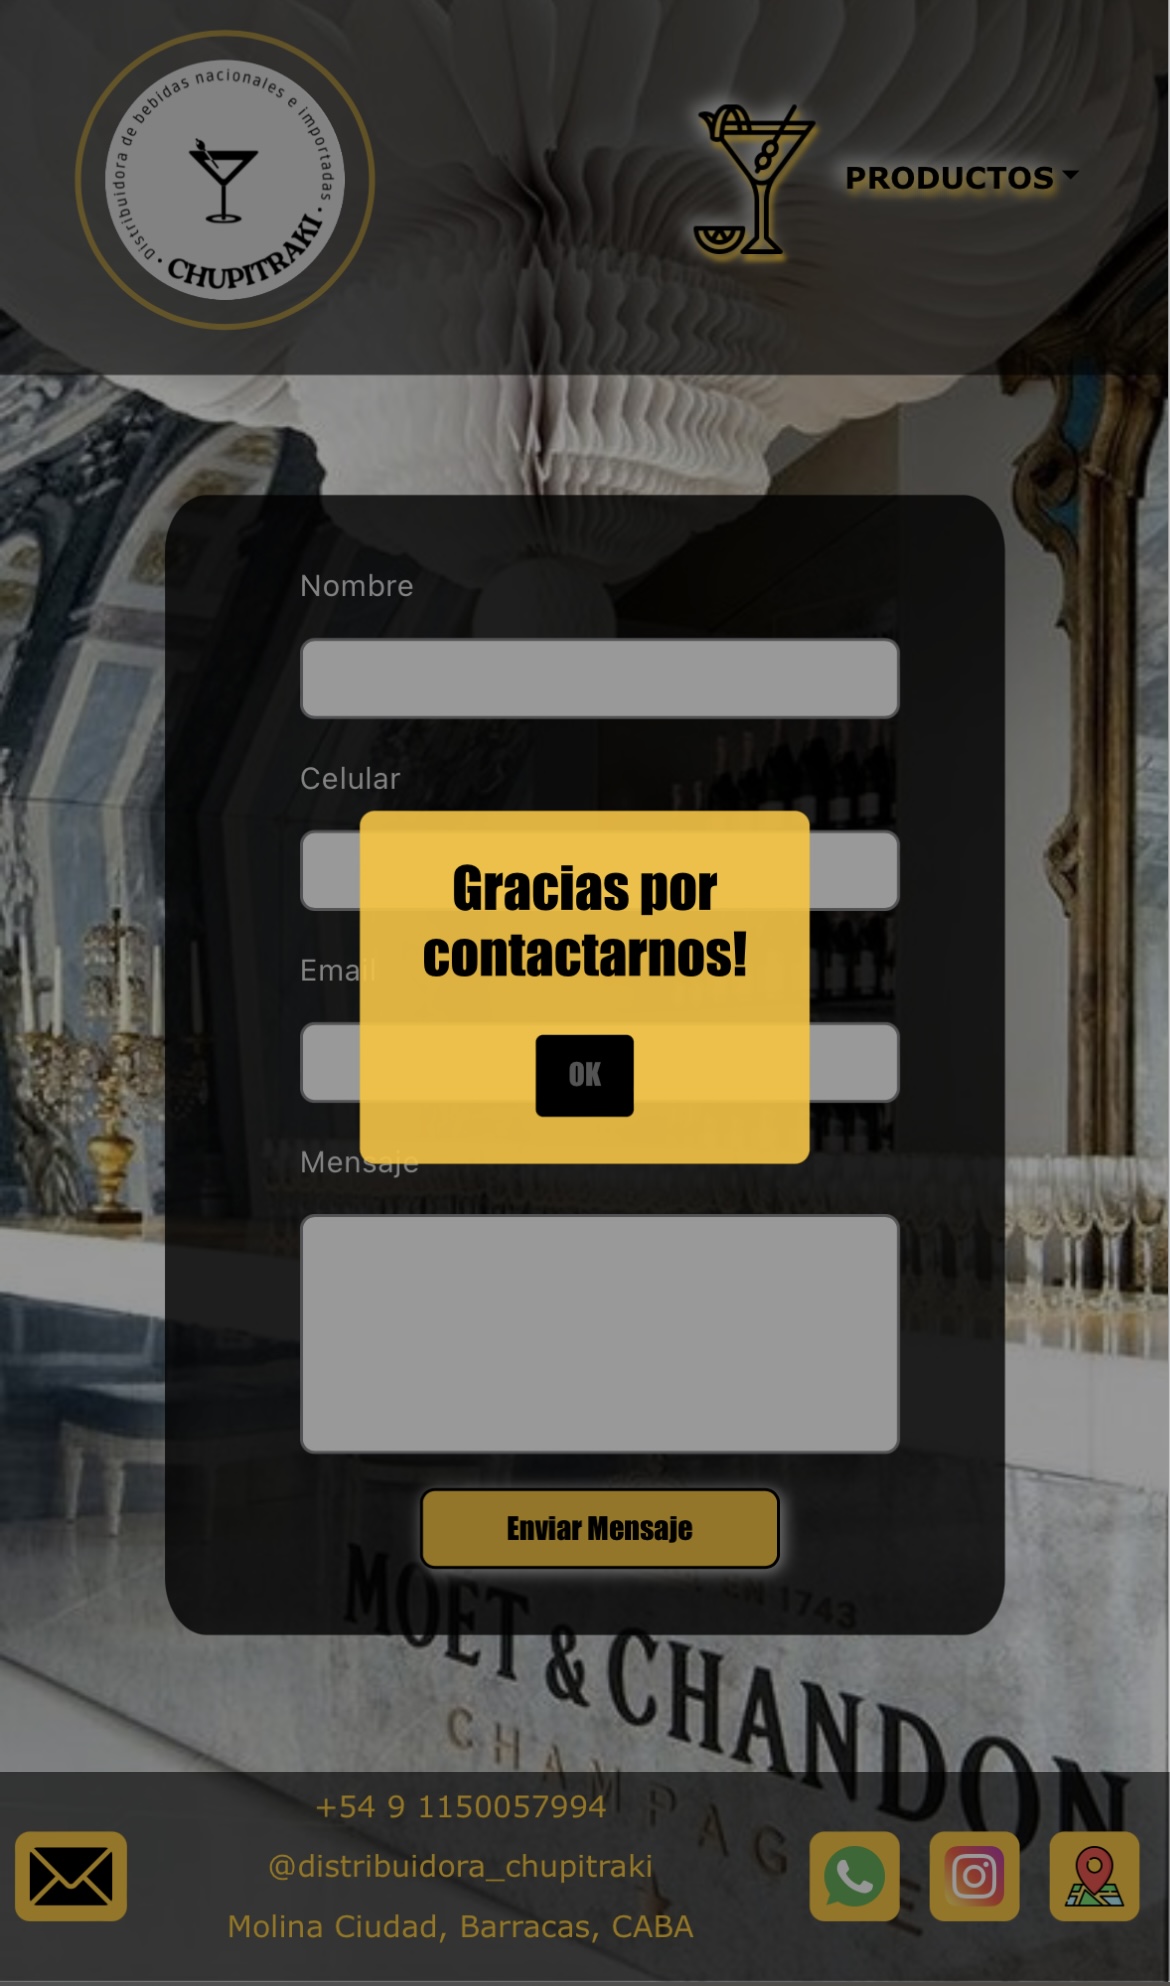 Distribuidora de bebidas nacionales e importadas ·
· CHUPITRAKI
PRODUCTOS
Nombre
Celular
Gracias por
contactarnos!
Email
OK
Mensaje
Enviar Mensaje
EN 1743
MOET & CHANDON
CHAMPAGE
+54 9 1150057994
@distribuidora_chupitraki
Molina Ciudad, Barracas, CABA